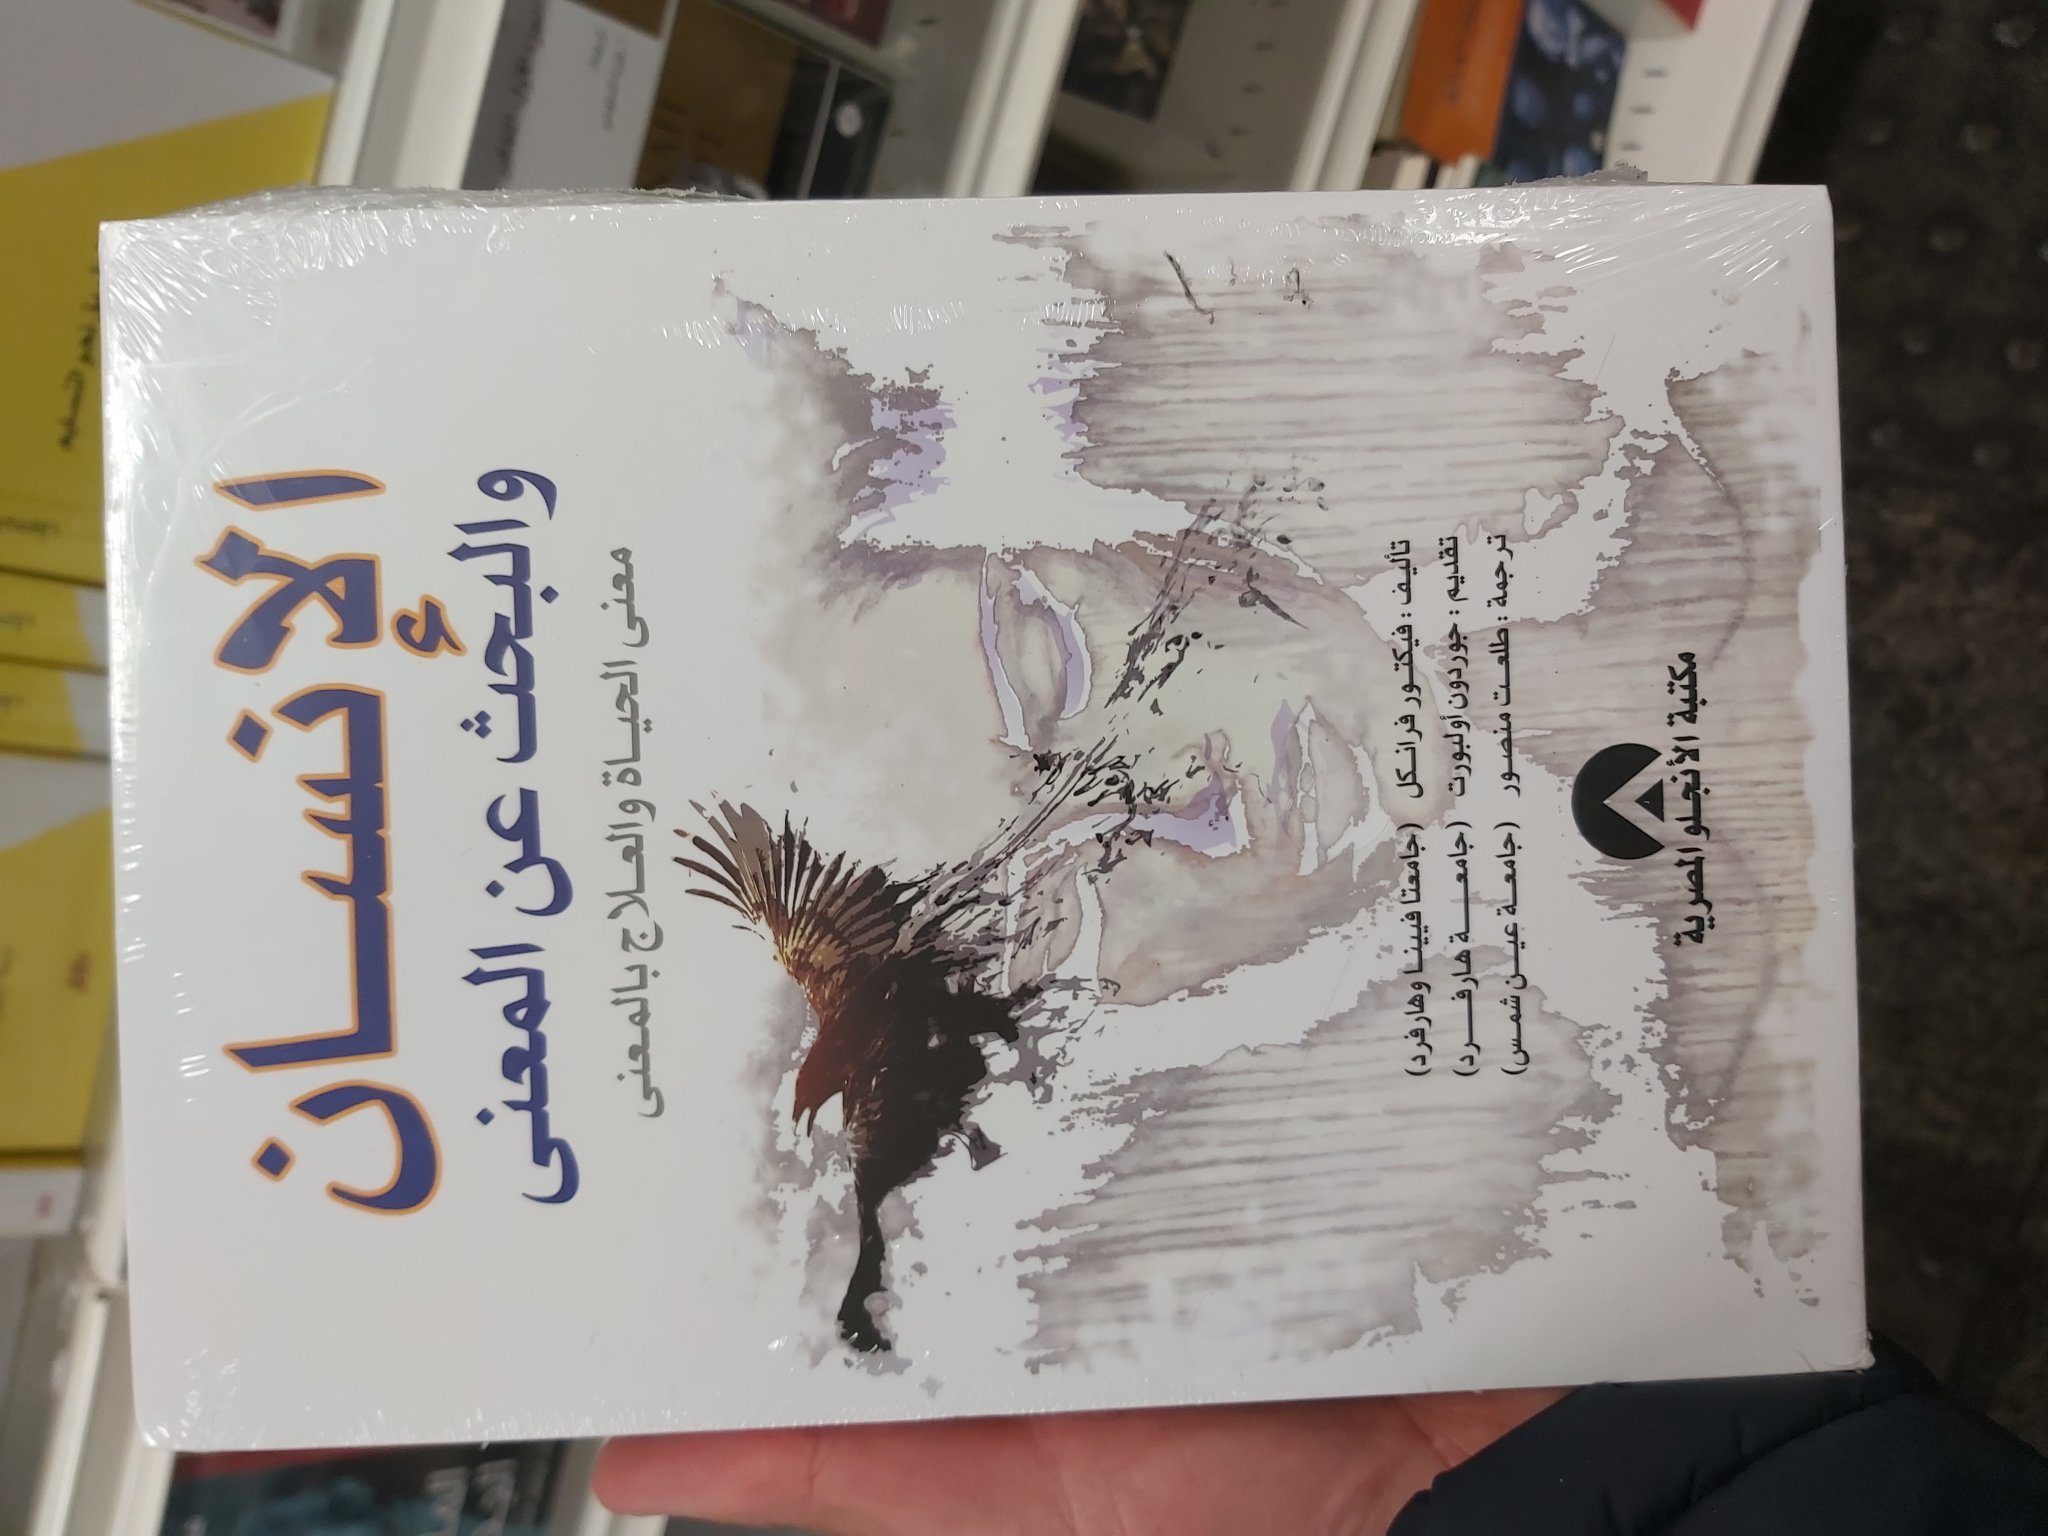 الإنسان
والبحث عن المعنى
معنى الحياة والعلاج بالمعنى
تأليف : فيكتور فرانكل (جامعتا فيينا وهارفرد)
تقديم : جوردون أولبورت (جامعة هارفرد)
ترجمة : طلعت منصور (جامعة عين شمس)
مكتبة الأنجلو المصرية